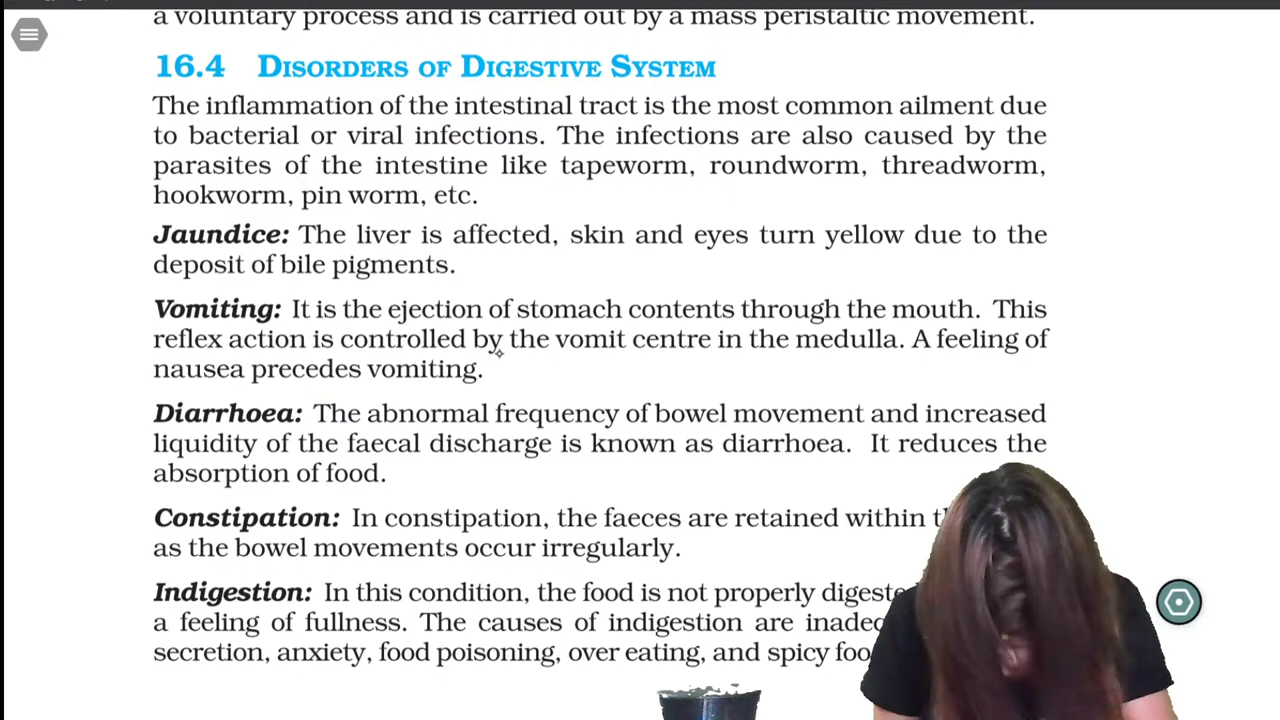 a voluntary process and is carried out by a mass peristaltic movement.
16.4 DISORDERS OF DIGESTIVE SYSTEM
The inflammation of the intestinal tract is the most common ailment due
to bacterial or viral infections. The infections are also caused by the
parasites of the intestine like tapeworm, roundworm, threadworm,
hookworm, pin worm, etc.
Jaundice: The liver is affected, skin and eyes turn yellow due to the
deposit of bile pigments.
Vomiting: It is the ejection of stomach contents through the mouth. This
reflex action is controlled by the vomit centre in the medulla. A feeling of
nausea precedes vomiting.
Diarrhoea: The abnormal frequency of bowel movement and increased
liquidity of the faecal discharge is known as diarrhoea. It reduces the
absorption of food.
Constipation: In constipation, the faeces are retained within
as the bowel movements occur irregularly.
Indigestion: In this condition, the food is not properly
a feeling of fullness. The causes of indigestion are
secretion, anxiety, food poisoning, over eating, and spicy